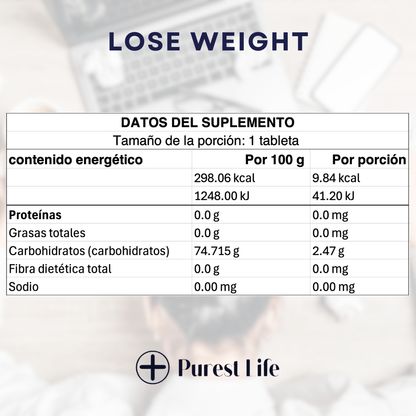 LOSE WEIGHT
DATOS DEL SUPLEMENTO
Tamaño de la porción: 1 tableta
contenido energético Por 100 g Por porción
298.06 kcal 9.84 kcal
1248.00 kJ 41.20 kJ
Proteínas 0.0 g 0.0 mg
Grasas totales 0.0 g 0.0 mg
Carbohidratos (carbohidratos) 74.715 g 2.47 g
Fibra dietética total 0.0 g 0.0 mg
Sodio 0.00 mg 0.00 mg
Purest Life